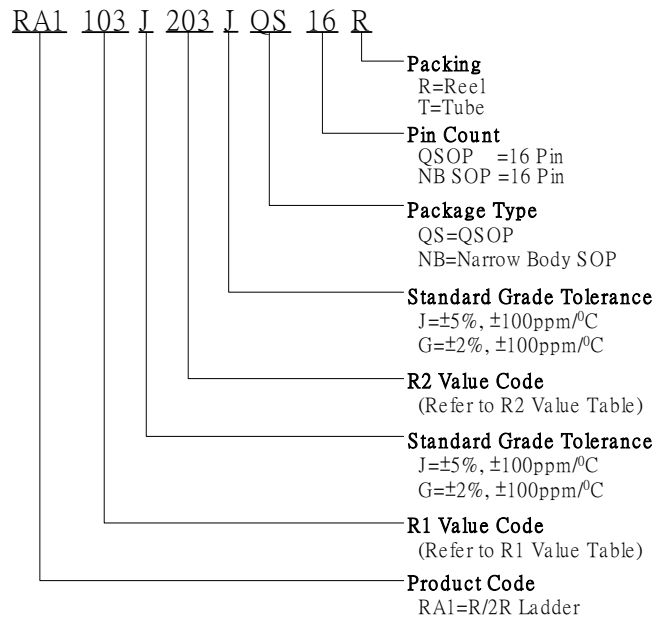 RA1 103 J 203 J QS 16 R
Packing
R=Reel
T=Tube
Pin Count
QSOP =16 Pin
NB SOP =16 Pin
Package Type
QS=QSOP
NB=Narrow Body SOP
Standard Grade Tolerance
J=±5%, ±100ppm/⁰C
G=±2%, ±100ppm/⁰C
R2 Value Code
(Refer to R2 Value Table)
Standard Grade Tolerance
J=±5%, ±100ppm/⁰C
G=±2%, ±100ppm/⁰C
R1 Value Code
(Refer to R1 Value Table)
Product Code
RA1=R/2R Ladder